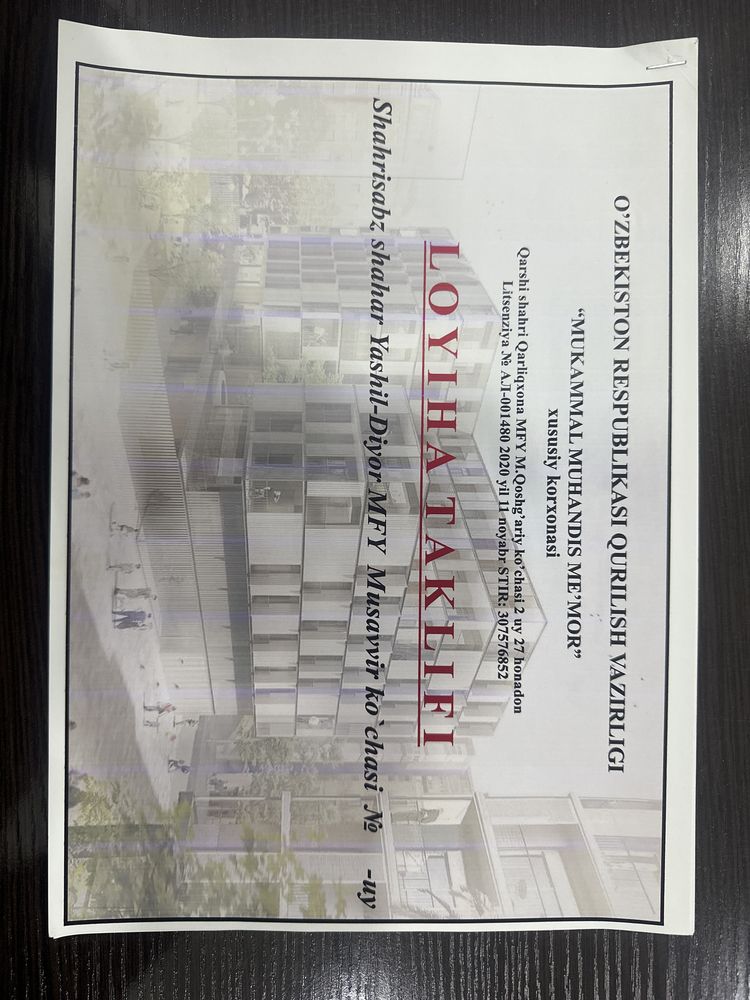 O’ZBEKISTON RESPUBLIKASI QURILISH VAZIRLIGI
“MUKAMMAL MUHANDIS ME’MOR”
xususiy korxonasi
Qarshi shahri Qarliqxona MFY M.Qoshg’ariy ko’chasi 2 uy 27 honadon
Litsenziya № АЛ-001480 2020 yil 11 noyabr STIR: 307576852
LOYIHA TAKLIFI
Shahrisabz shahar Yashil-Diyor MFY Musavvir ko`chasi № -uy